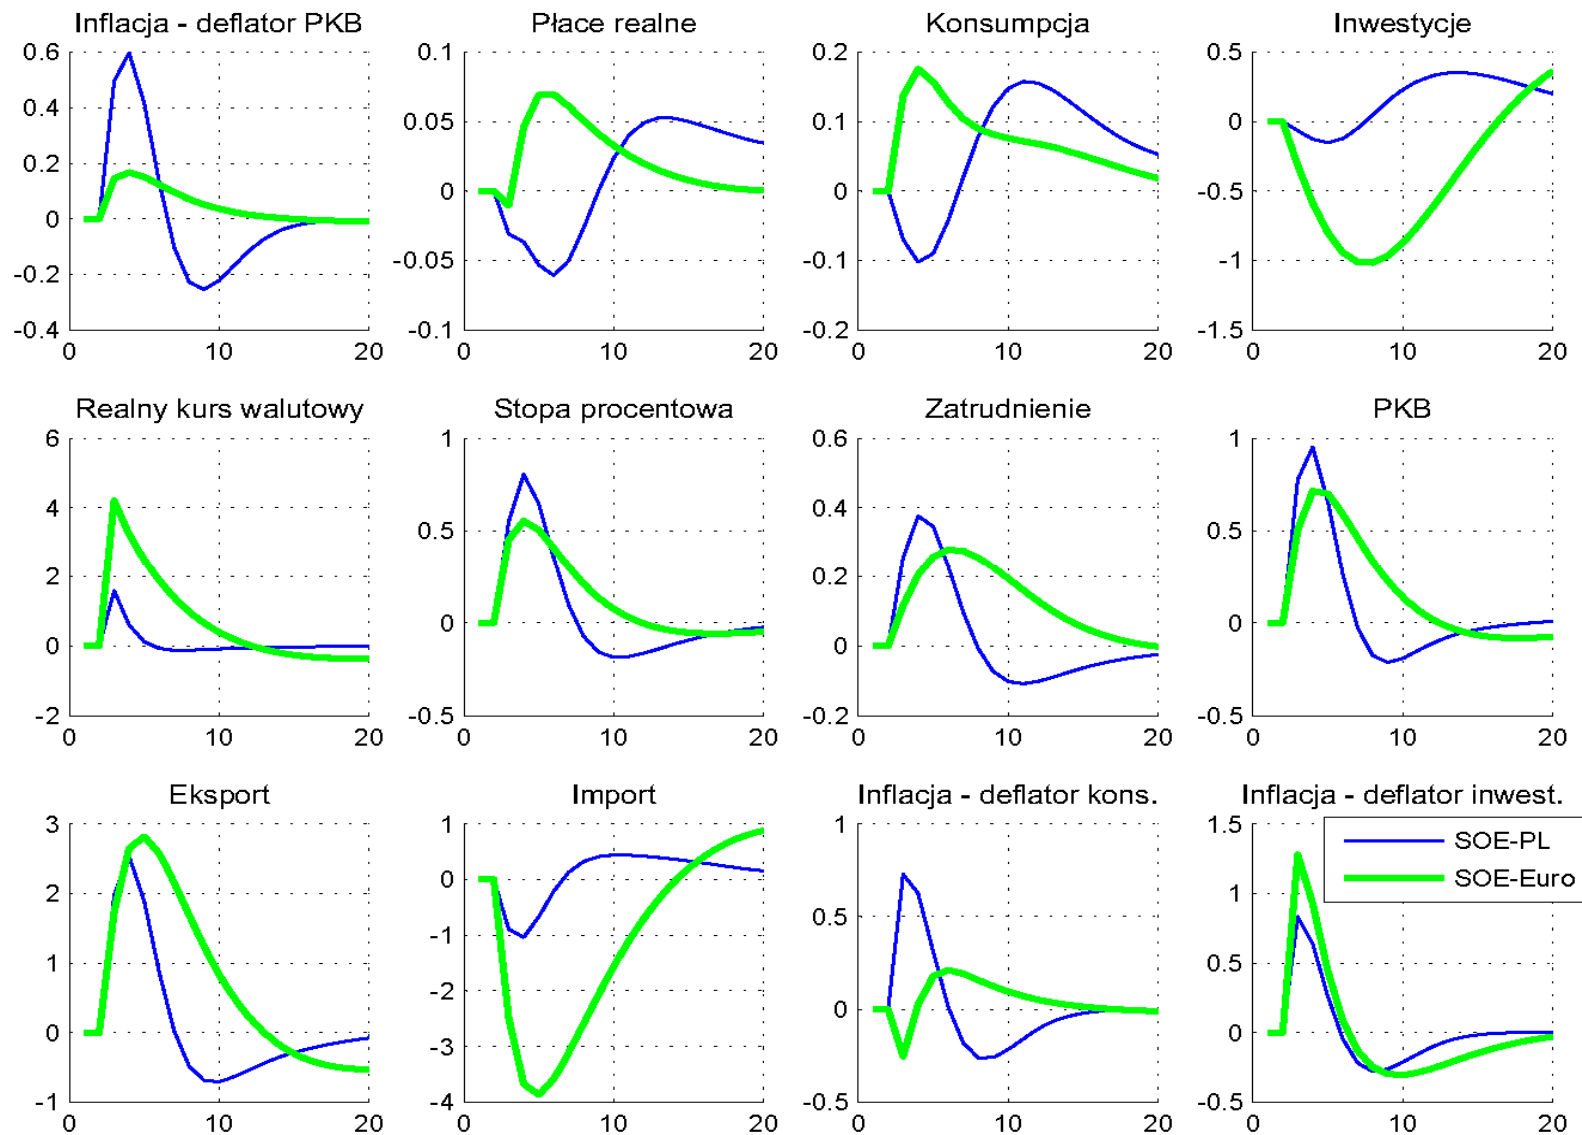 Inflacja - deflator PKB
0.6
0.4
0.2
0
-0.2
-0.4
0 10 20
Płace realne
0.1
0.05
0
-0.05
-0.1
0 10 20
Konsumpcja
0.2
0.1
0
-0.1
-0.2
0 10 20
Inwestycje
0.5
0
-0.5
-1
-1.5
0 10 20
Realny kurs walutowy
6
4
2
0
-2
0 10 20
Stopa procentowa
1
0.5
0
-0.5
0 10 20
Zatrudnienie
0.6
0.4
0.2
0
-0.2
0 10 20
PKB
1
0.5
0
-0.5
0 10 20
Eksport
3
2
1
0
-1
0 10 20
Import
1
0
-1
-2
-3
-4
0 10 20
Inflacja - deflator kons.
1
0.5
0
-0.5
0 10 20
Inflacja - deflator inwest.
1.5
1
0.5
0
-0.5
0 10 20
SOE-PL
SOE-Euro